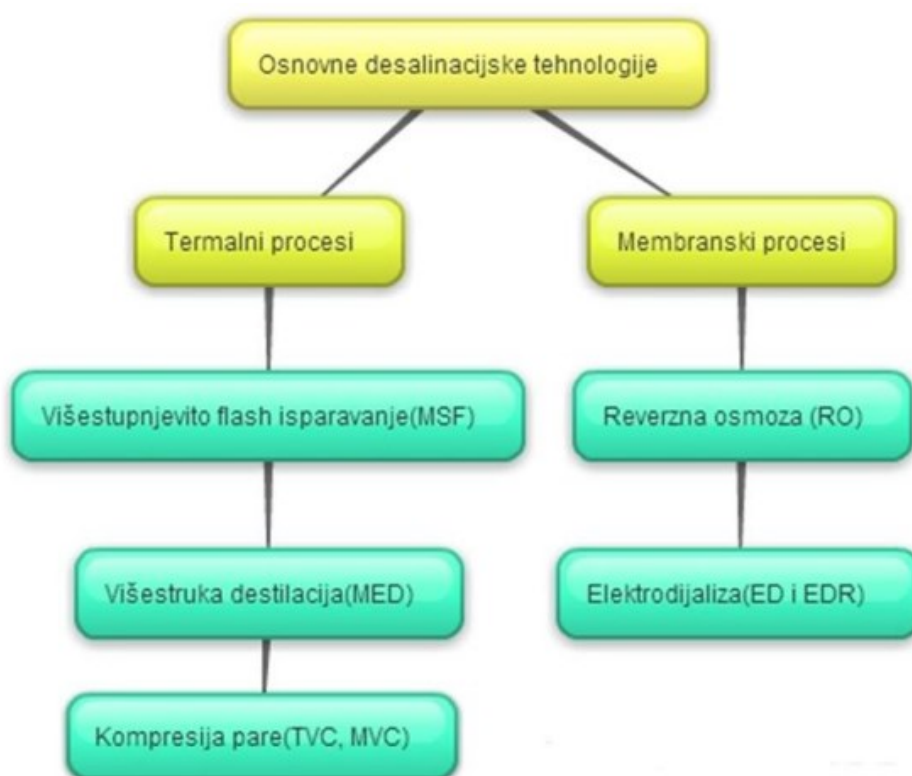 Osnovne desalinacijske tehnologije
Termalni procesi
Membranski procesi
Višestupnjevito flash isparavanje(MSF)
Reverzna osmoza (RO)
Višestruka destilacija(MED)
Elektrodijaliza(ED i EDR)
Kompresija pare(TVC, MVC)